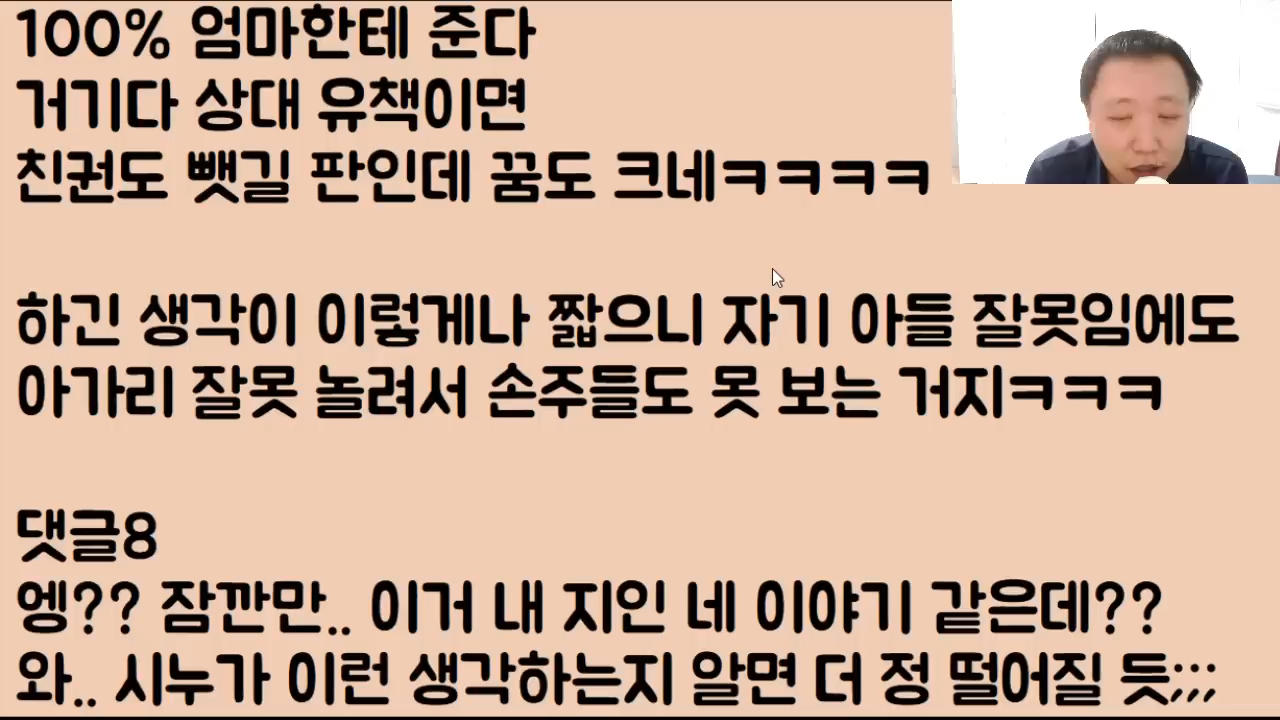 100% 엄마한테 준다
거기다 상대 유책이면
친권도 뺏길 판인데 꿈도 크네ㅋㅋㅋㅋ
하긴 생각이 이렇게나 짧으니 자기 아들 잘못임에도
아가리 잘못 놀려서 손주들도 못 보는 거지ㅋㅋㅋ
댓글8
엥?? 잠깐만.. 이거 내 지인 네 이야기 같은데??
와.. 시누가 이런 생각하는지 알면 더 정 떨어질 듯;;;